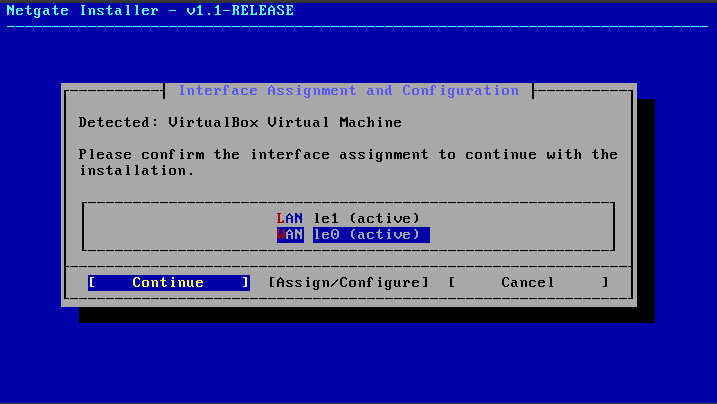 Netgate Installer - v1.1-RELEASE
Interface Assignment and Configuration
Detected: VirtualBox Virtual Machine
Please confirm the interface assignment to continue with the
installation.
LAN le1 (active)
WAN le0 (active)
[ Continue ] [Assign/Configure] [ Cancel ]